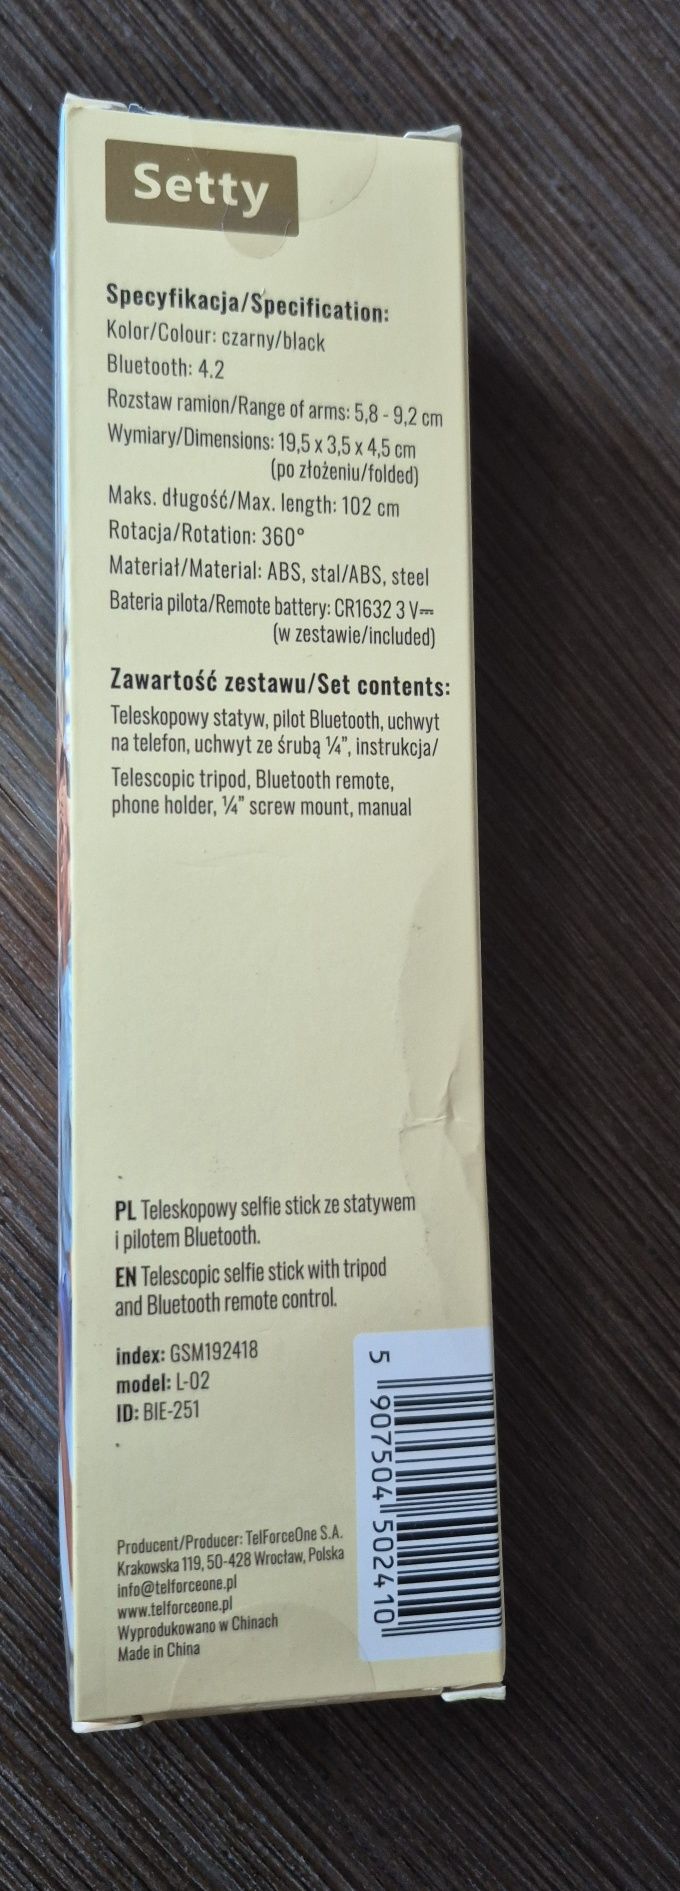 Setty
Specyfikacja/Specification:
Kolor/Colour: czarny/black
Bluetooth: 4.2
Rozstaw ramion/Range of arms: 5,8 - 9,2 cm
Wymiary/Dimensions: 19,5 x 3,5 x 4,5 cm
(po złożeniu/folded)
Maks. długość/Max. length: 102 cm
Rotacja/Rotation: 360°
Materiał/Material: ABS, stal/ABS, steel
Bateria pilota/Remote battery: CR1632 3 V⎓
(w zestawie/included)
Zawartość zestawu/Set contents:
Teleskopowy statyw, pilot Bluetooth, uchwyt
na telefon, uchwyt ze śrubą ¼”, instrukcja/
Telescopic tripod, Bluetooth remote,
phone holder, ¼” screw mount, manual
PL Teleskopowy selfie stick ze statywem
i pilotem Bluetooth.
EN Telescopic selfie stick with tripod
and Bluetooth remote control.
index: GSM192418
model: L-02
ID: BIE-251
Producent/Producer: TelForceOne S.A.
Krakowska 119, 50-428 Wrocław, Polska
info@telforceone.pl
www.telforceone.pl
Wyprodukowano w Chinach
Made in China
5 907504 502410